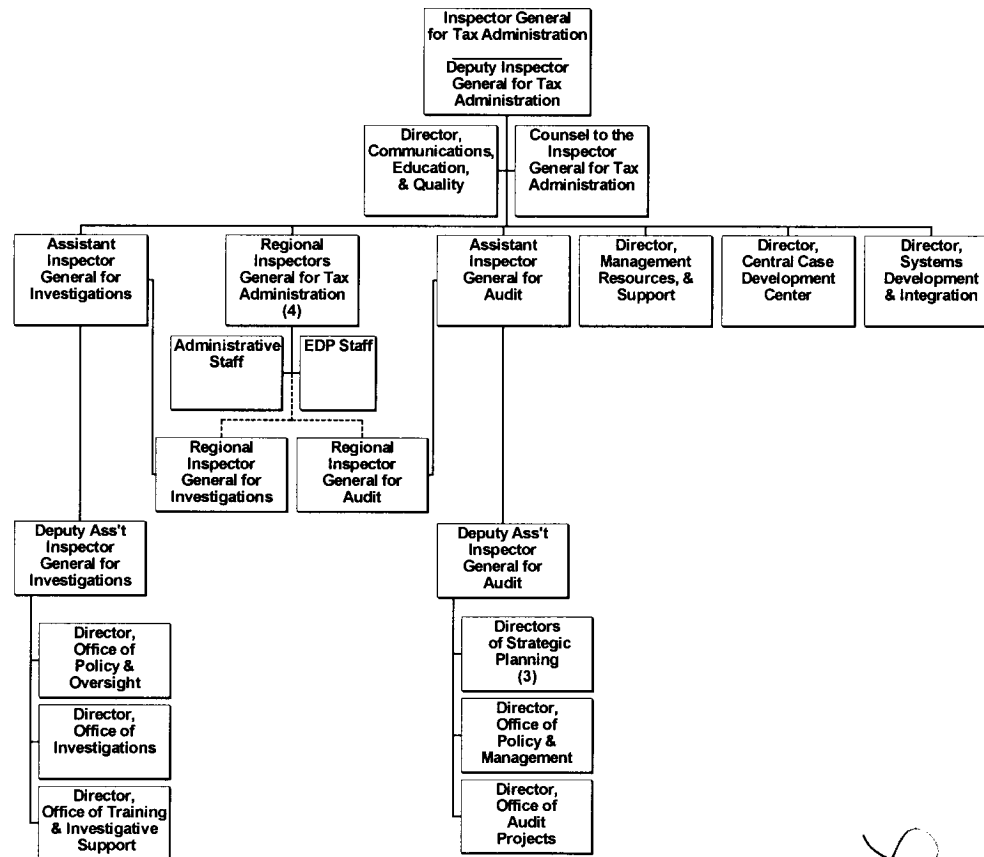 Inspector General
for Tax Administration
Deputy Inspector
General for Tax
Administration
Director,
Communications,
Education,
& Quality
Counsel to the
Inspector
General for Tax
Administration
Assistant
Inspector
General for
Investigations
Regional
Inspectors
General for Tax
Administration
(4)
Assistant
Inspector
General for
Audit
Director,
Management
Resources, &
Support
Director,
Central Case
Development
Center
Director,
Systems
Development
& Integration
Administrative
Staff
EDP Staff
Regional
Inspector
General for
Investigations
Regional
Inspector
General for
Audit
Deputy Ass't
Inspector
General for
Investigations
Deputy Ass't
Inspector
General for
Audit
Director,
Office of
Policy &
Oversight
Director,
Office of
Investigations
Director,
Office of Training
& Investigative
Support
Directors
of Strategic
Planning
(3)
Director,
Office of
Policy &
Management
Director,
Office of
Audit
Projects